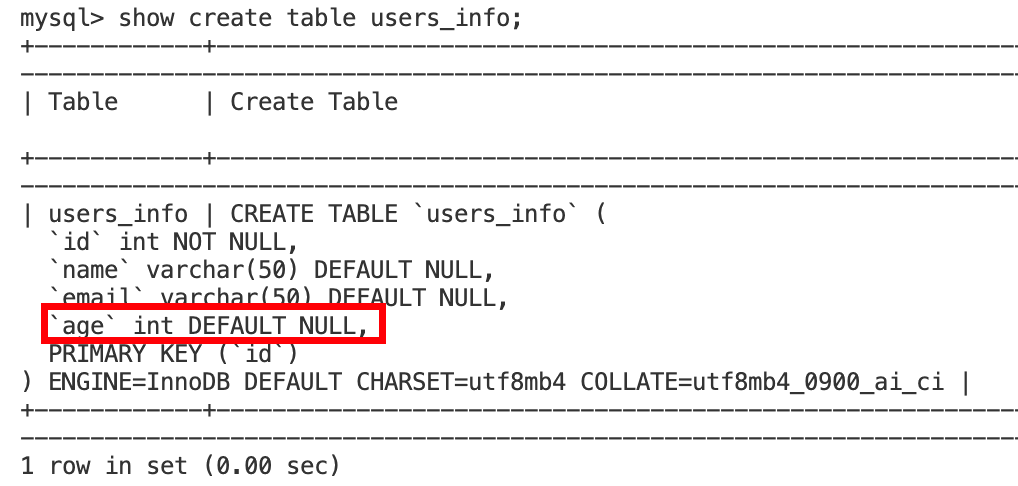 mysql> show create table users_info;
+------------+----------------------------------------------------------
------------------------------------------------------------------------
| Table      | Create Table
+------------+----------------------------------------------------------
------------------------------------------------------------------------
| users_info | CREATE TABLE `users_info` (
  `id` int NOT NULL,
  `name` varchar(50) DEFAULT NULL,
  `email` varchar(50) DEFAULT NULL,
  `age` int DEFAULT NULL,
  PRIMARY KEY (`id`)
) ENGINE=InnoDB DEFAULT CHARSET=utf8mb4 COLLATE=utf8mb4_0900_ai_ci |
+------------+----------------------------------------------------------
------------------------------------------------------------------------
1 row in set (0.00 sec)